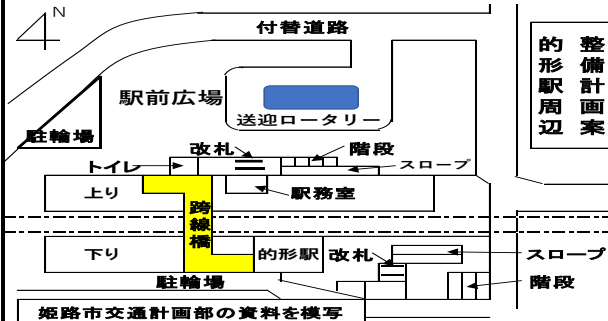 N
付替道路
的形駅周辺
整備計画案
駅前広場
送迎ロータリー
駐輪場
改札
階段
トイレ
スロープ
上り
駅務室
跨線橋
下り
的形駅
改札
スロープ
駐輪場
階段
姫路市交通計画部の資料を模写